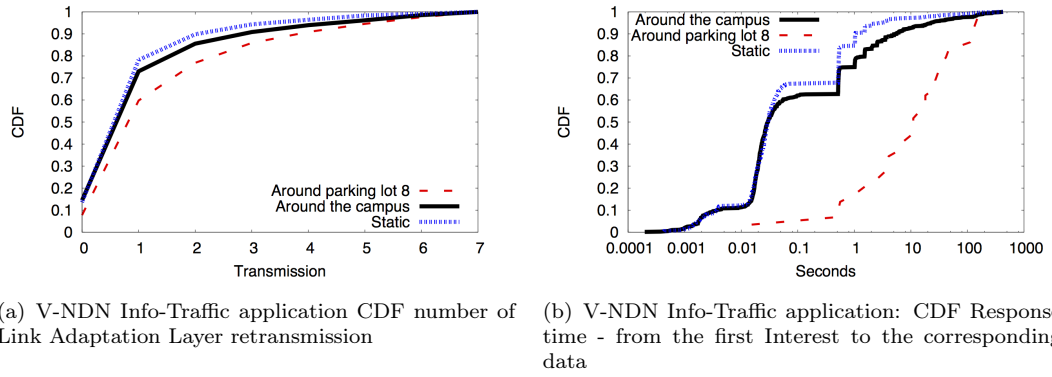 CDF
1
0.9
0.8
0.7
0.6
0.5
0.4
0.3
0.2
0.1
0
Around parking lot 8
Around the campus
Static
0 1 2 3 4 5 6 7
Transmission
(a) V-NDN Info-Traffic application CDF number of
Link Adaptation Layer retransmission
CDF
1
0.9
0.8
0.7
0.6
0.5
0.4
0.3
0.2
0.1
0
Around the campus
Around parking lot 8
Static
0.0001 0.001 0.01 0.1 1 10 100 1000
Seconds
(b) V-NDN Info-Traffic application: CDF Response
time - from the first Interest to the corresponding
data